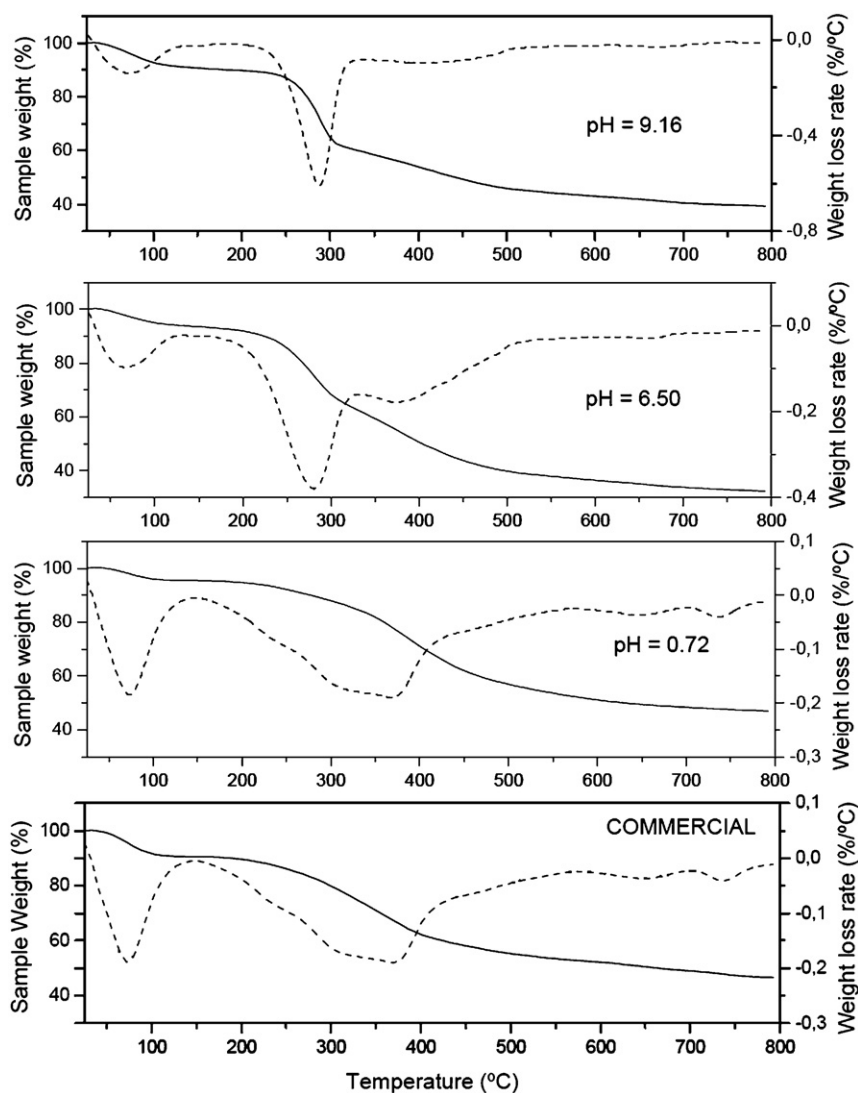 100
80
60
40
Sample weight (%)
pH = 9.16
0,0
-0,4
-0,8
Weight loss rate (%/ºC)
100 200 300 400 500 600 700 800
100
80
60
40
Sample weight (%)
pH = 6.50
0,0
-0,2
-0,4
Weight loss rate (%/ºC)
100 200 300 400 500 600 700 800
100
80
60
40
Sample weight (%)
pH = 0.72
0,1
0,0
-0,1
-0,2
-0,3
Weight loss rate (%/ºC)
100 200 300 400 500 600 700 800
100
80
60
40
Sample Weight (%)
COMMERCIAL
0,1
0,0
-0,1
-0,2
-0,3
Weight loss rate (%/ºC)
100 200 300 400 500 600 700 800
Temperature (ºC)